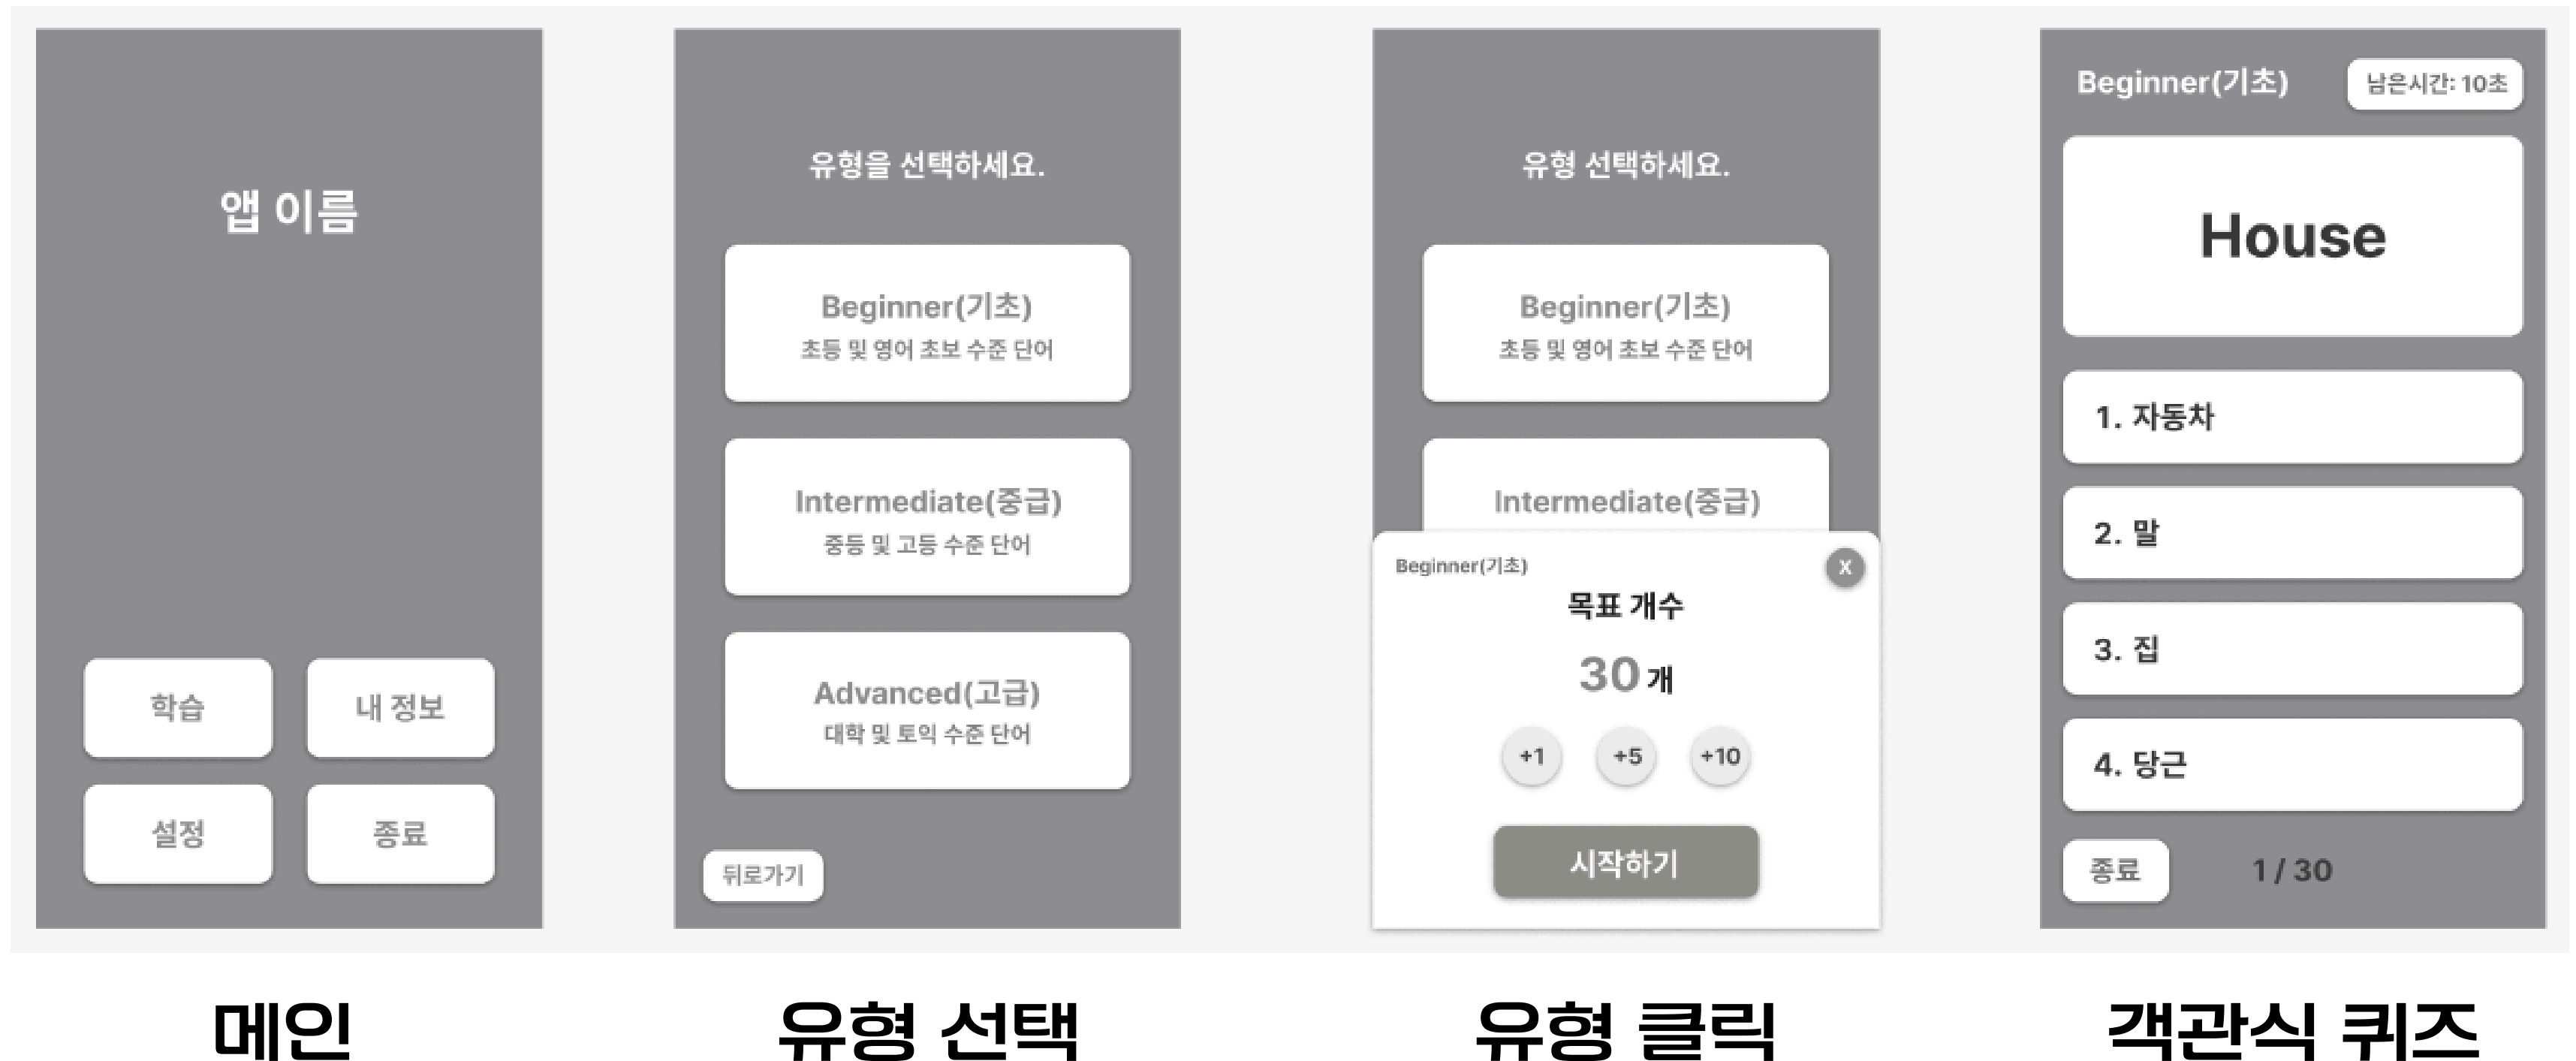 앱 이름
학습
내 정보
설정
종료
메인
유형을 선택하세요.
Beginner(기초)
초등 및 영어 초보 수준 단어
Intermediate(중급)
중등 및 고등 수준 단어
Advanced(고급)
대학 및 토익 수준 단어
뒤로가기
유형 선택
유형 선택하세요.
Beginner(기초)
초등 및 영어 초보 수준 단어
Intermediate(중급)
Beginner(기초)
X
목표 개수
30 개
+1 +5 +10
시작하기
유형 클릭
Beginner(기초)
남은시간: 10초
House
1. 자동차
2. 말
3. 집
4. 당근
종료
1 / 30
객관식 퀴즈